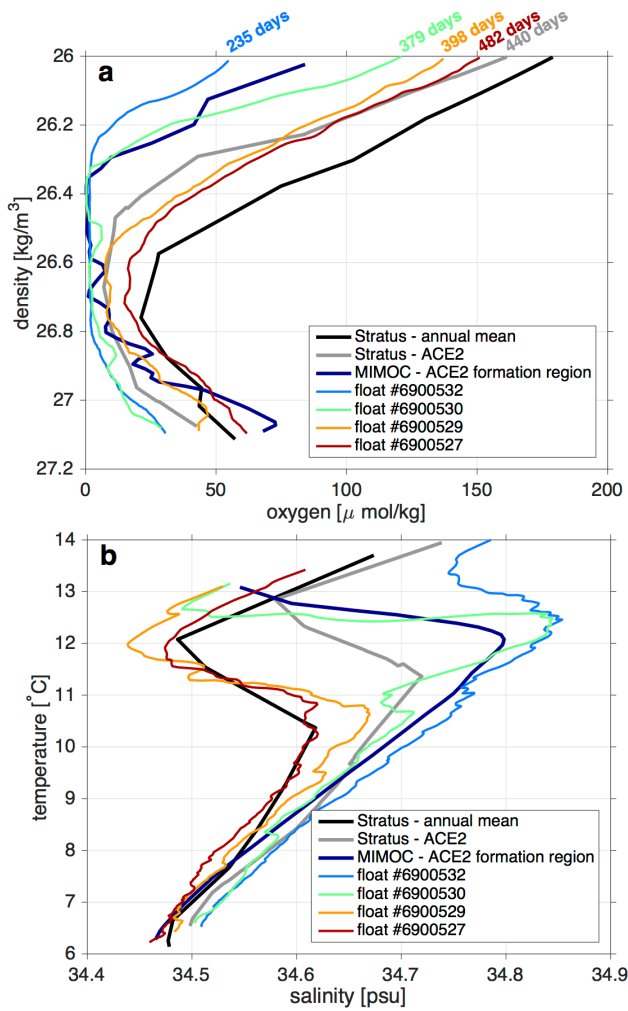 235 days
379 days
398 days
482 days
440 days
a
26
26.2
26.4
26.6
26.8
27
27.2
density [kg/m³]
0
50
100
150
200
oxygen [μ mol/kg]
Stratus - annual mean
Stratus - ACE2
MIMOC - ACE2 formation region
float #6900532
float #6900530
float #6900529
float #6900527
b
14
13
12
11
10
9
8
7
6
temperature [°C]
34.4
34.5
34.6
34.7
34.8
34.9
salinity [psu]
Stratus - annual mean
Stratus - ACE2
MIMOC - ACE2 formation region
float #6900532
float #6900530
float #6900529
float #6900527